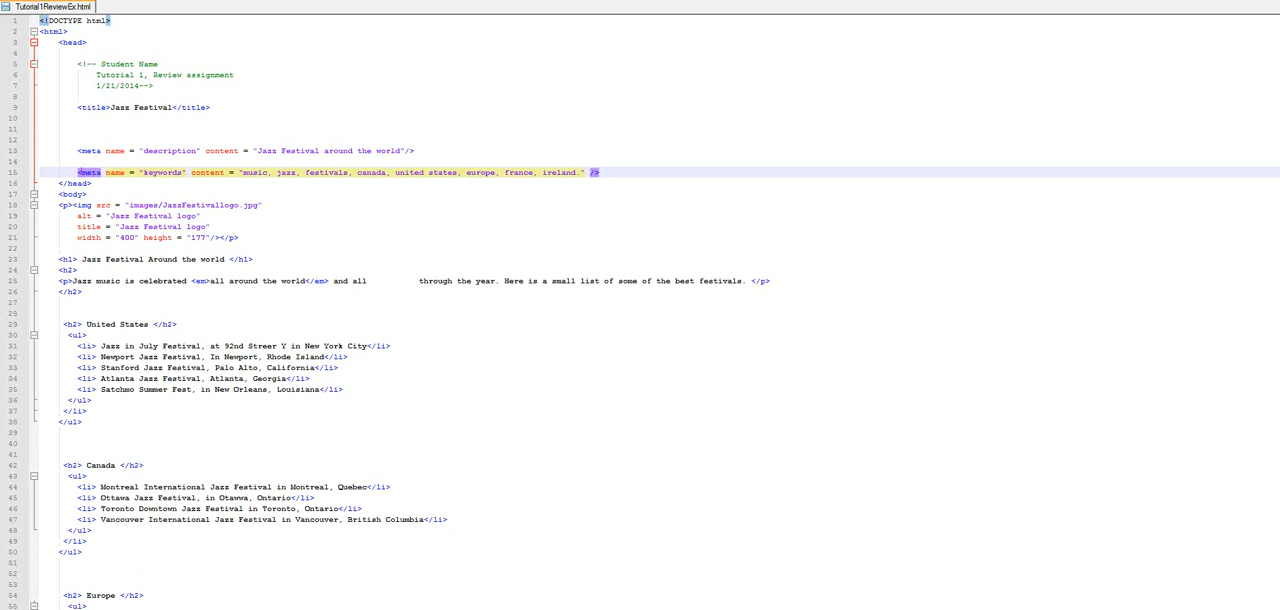 Tutorial1ReviewEx.html
1 <!DOCTYPE html>
2 <html>
3 <head>
4
5 <!-- Student Name
6 Tutorial 1, Review assignment
7 1/21/2014-->
8
9 <title>Jazz Festival</title>
10
11
12
13 <meta name = "description" content = "Jazz Festival around the world"/>
14
15 <meta name = "keywords" content = "music, jazz, festivals, canada, united states, europe, france, ireland." />
16 </head>
17 <body>
18 <p><img src = "images/JazzFestivallogo.jpg"
19 alt = "Jazz Festival logo"
20 title = "Jazz Festival logo"
21 width = "400" height = "177"/></p>
22
23 <h1> Jazz Festival Around the world </h1>
24 <h2>
25 <p>Jazz music is celebrated <em>all around the world</em> and all through the year. Here is a small list of some of the best festivals. </p>
26 </h2>
27
28
29 <h2> United States </h2>
30 <ul>
31 <li> Jazz in July Festival, at 92nd Streer Y in New York City</li>
32 <li> Newport Jazz Festival, In Newport, Rhode Island</li>
33 <li> Stanford Jazz Festival, Palo Alto, California</li>
34 <li> Atlanta Jazz Festival, Atlanta, Georgia</li>
35 <li> Satchmo Summer Fest, in New Orleans, Louisiana</li>
36 </ul>
37 </li>
38 </ul>
39
40
41
42 <h2> Canada </h2>
43 <ul>
44 <li> Montreal International Jazz Festival in Montreal, Quebec</li>
45 <li> Ottawa Jazz Festival, in Otawwa, Ontario</li>
46 <li> Toronto Downtown Jazz Festival in Toronto, Ontario</li>
47 <li> Vancouver International Jazz Festival in Vancouver, British Columbia</li>
48 </ul>
49 </li>
50 </ul>
51
52
53
54 <h2> Europe </h2>
55 <ul>